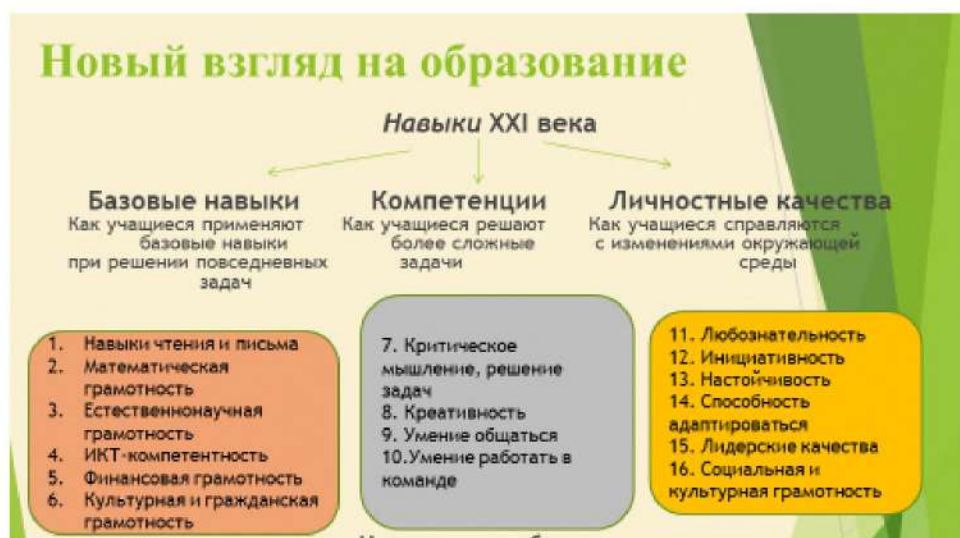 Новый взгляд на образование
Навыки XXI века
Базовые навыки
Как учащиеся применяют
базовые навыки
при решении повседневных
задач
Компетенции
Как учащиеся решают
более сложные
задачи
Личностные качества
Как учащиеся справляются
с изменениями окружающей
среды
1. Навыки чтения и письма
2. Математическая
грамотность
3. Естественнонаучная
грамотность
4. ИКТ-компетентность
5. Финансовая грамотность
6. Культурная и гражданская
грамотность
7. Критическое
мышление, решение
задач
8. Креативность
9. Умение общаться
10.Умение работать в
команде
11. Любознательность
12. Инициативность
13. Настойчивость
14. Способность
адаптироваться
15. Лидерские качества
16. Социальная и
культурная грамотность